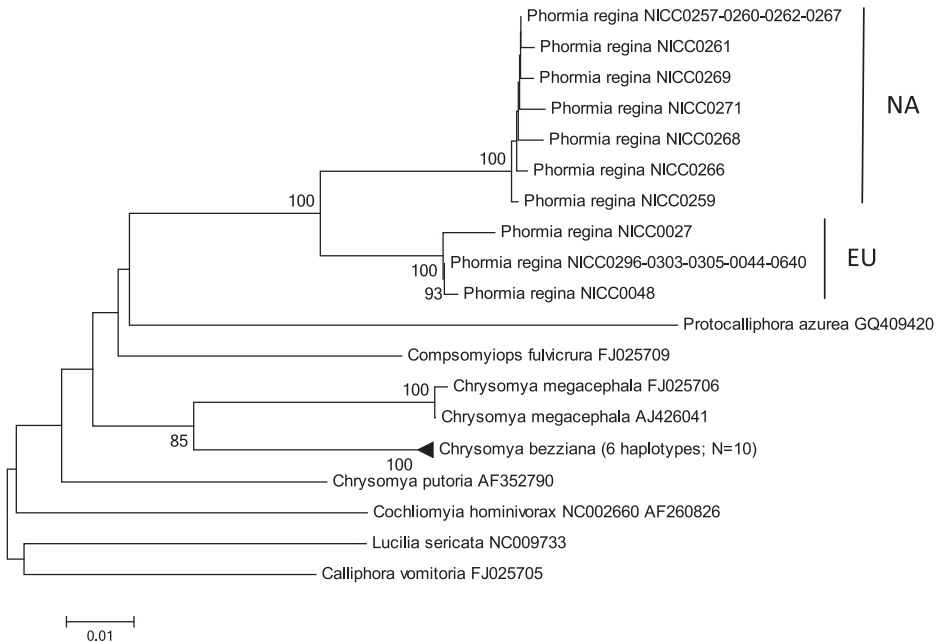 Phormia regina NICC0257-0260-0262-0267
Phormia regina NICC0261
Phormia regina NICC0269
Phormia regina NICC0271
Phormia regina NICC0268
Phormia regina NICC0266
Phormia regina NICC0259
100
NA
100
Phormia regina NICC0027
Phormia regina NICC0296-0303-0305-0044-0640
Phormia regina NICC0048
100
93
EU
Protocalliphora azurea GQ409420
Compsomyiops fulvicrura FJ025709
Chrysomya megacephala FJ025706
100
Chrysomya megacephala AJ426041
85
Chrysomya bezziana (6 haplotypes; N=10)
100
Chrysomya putoria AF352790
Cochliomyia hominivorax NC002660 AF260826
Lucilia sericata NC009733
Calliphora vomitoria FJ025705
0.01